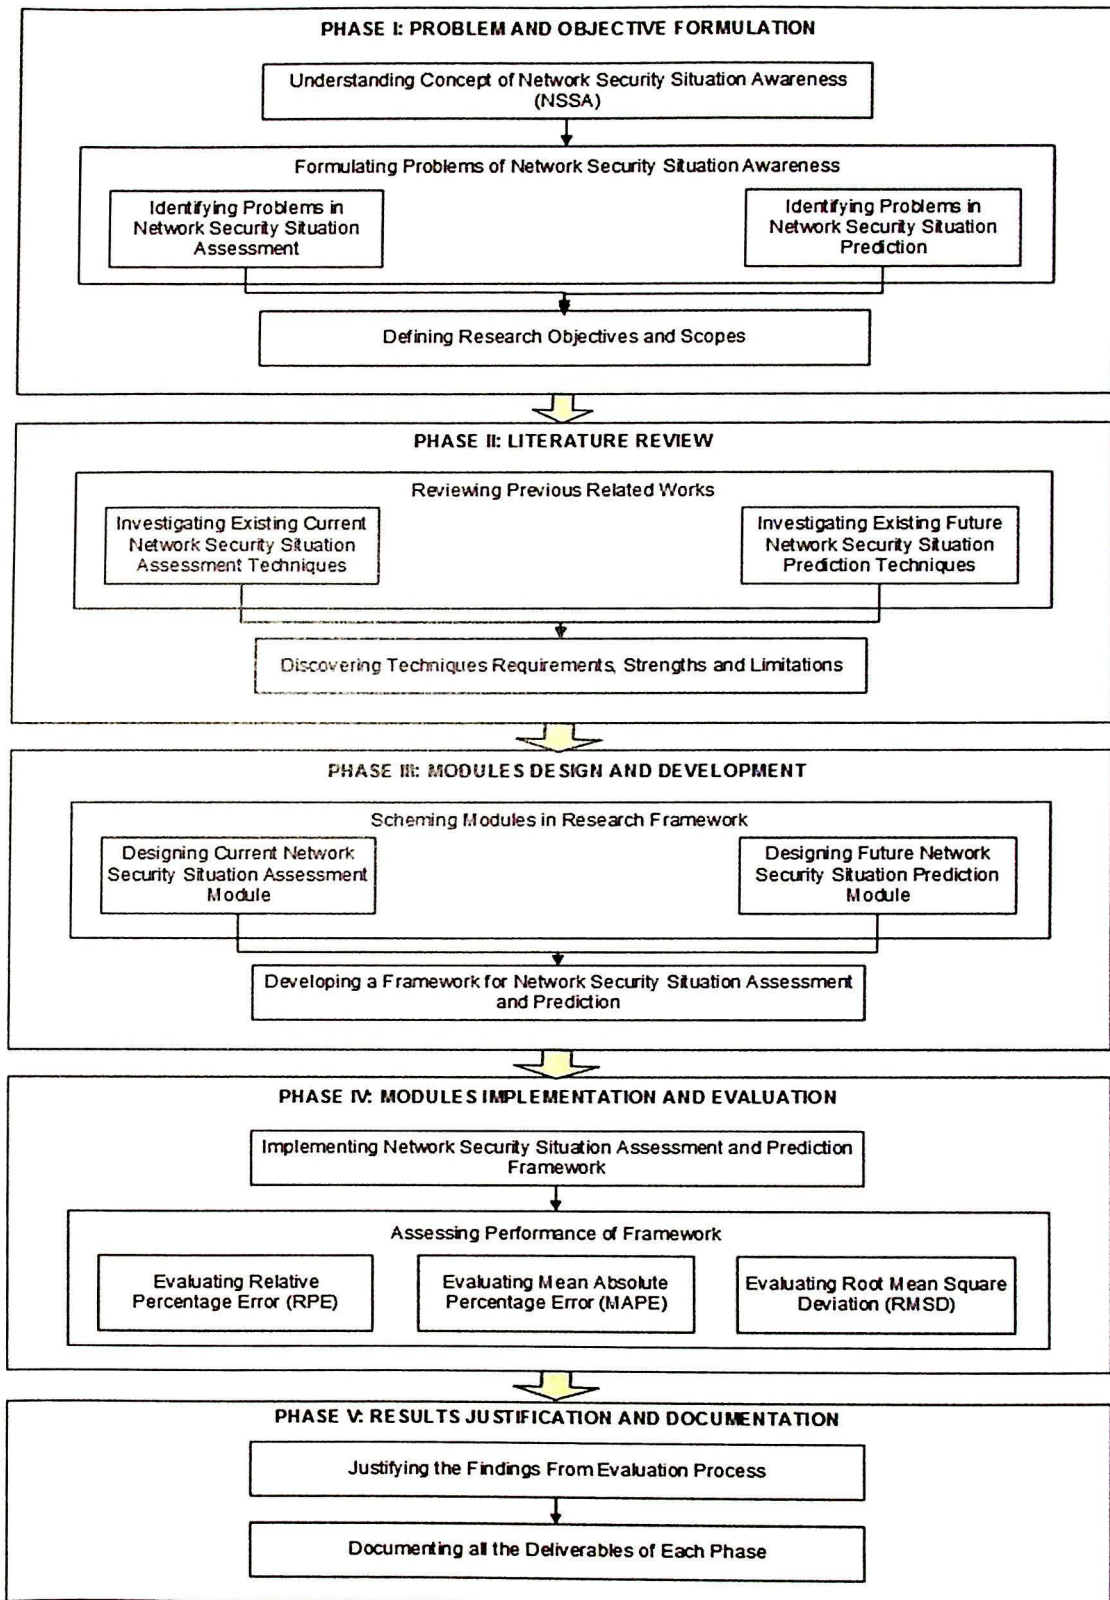 PHASE I: PROBLEM AND OBJECTIVE FORMULATION
Understanding Concept of Network Security Situation Awareness
(NSSA)
Formulating Problems of Network Security Situation Awareness
Identifying Problems in
Network Security Situation
Assessment
Identifying Problems in
Network Security Situation
Prediction
Defining Research Objectives and Scopes
PHASE II: LITERATURE REVIEW
Reviewing Previous Related Works
Investigating Existing Current
Network Security Situation
Assessment Techniques
Investigating Existing Future
Network Security Situation
Prediction Techniques
Discovering Techniques Requirements, Strengths and Limitations
PHASE III: MODULES DESIGN AND DEVELOPMENT
Scheming Modules in Research Framework
Designing Current Network
Security Situation Assessment
Module
Designing Future Network
Security Situation Prediction
Module
Developing a Framework for Network Security Situation Assessment
and Prediction
PHASE IV: MODULES IMPLEMENTATION AND EVALUATION
Implementing Network Security Situation Assessment and Prediction
Framework
Assessing Performance of Framework
Evaluating Relative
Percentage Error (RPE)
Evaluating Mean Absolute
Percentage Error (MAPE)
Evaluating Root Mean Square
Deviation (RMSD)
PHASE V: RESULTS JUSTIFICATION AND DOCUMENTATION
Justifying the Findings From Evaluation Process
Documenting all the Deliverables of Each Phase